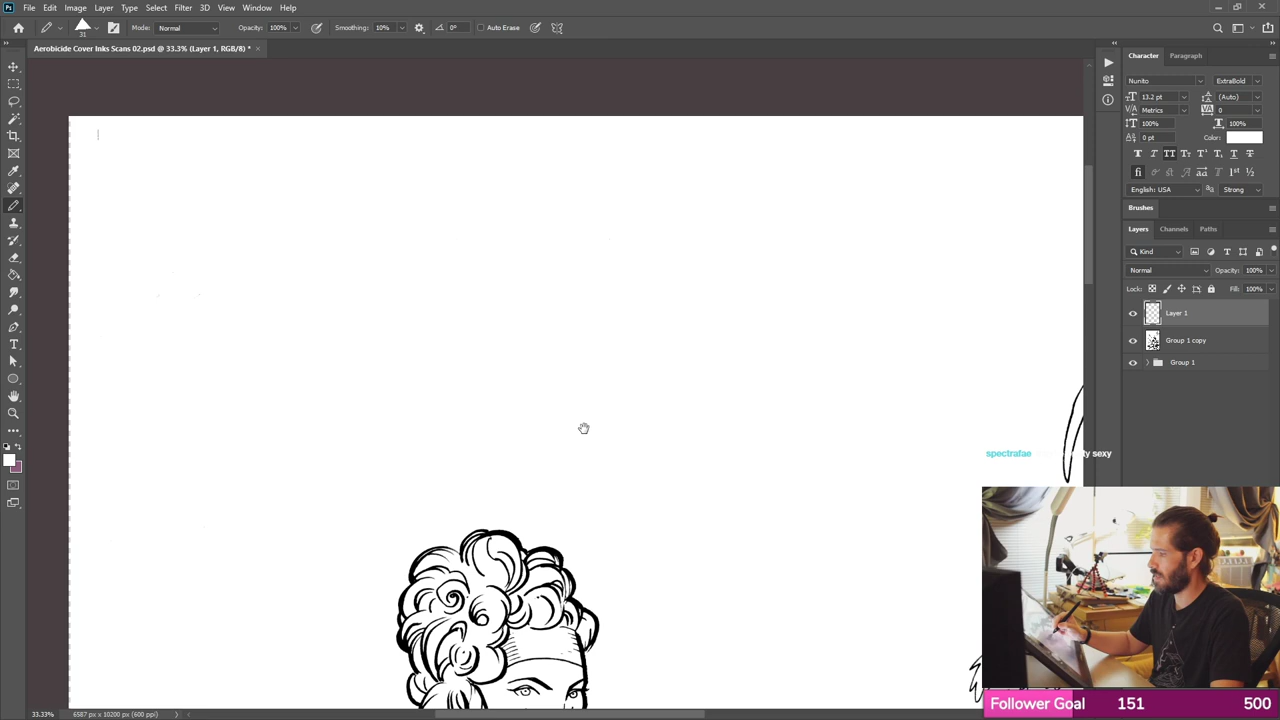 Ps File Edit Image Layer Type Select Filter 3D View Window Help
31 Mode: Normal Opacity: 100% Smoothing: 10% 0° Auto Erase
Aerobicide Cover Inks Scans 02.psd @ 33.3% (Layer 1, RGB/8) * ×
Character Paragraph
Nunito ExtraBold
13.2 pt (Auto)
Metrics 0
100% 100%
0 pt Color:
English: USA Strong
Brushes
Layers Channels Paths
Kind
Normal Opacity: 100%
Lock: Fill: 100%
Layer 1
Group 1 copy
Group 1
spectrafae sexy
33.33% 6587 px x 10200 px (600 ppi)
Follower Goal 151 500